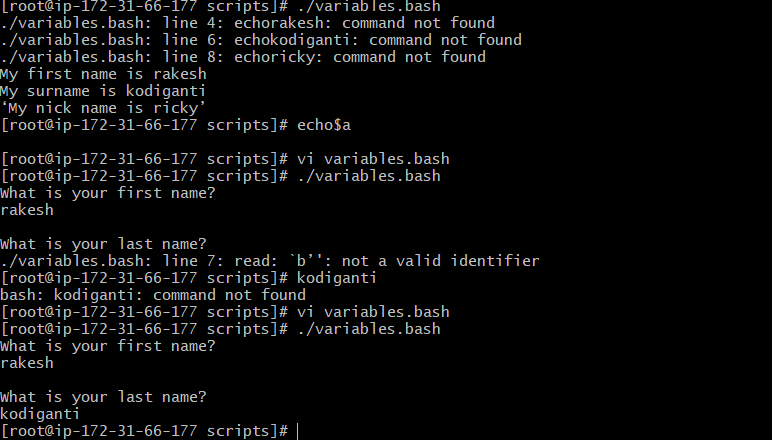 [root@ip-172-31-66-177 scripts]# ./variables.bash
./variables.bash: line 4: echorakesh: command not found
./variables.bash: line 6: echokodiganti: command not found
./variables.bash: line 8: echoricky: command not found
My first name is rakesh
My surname is kodiganti
‘My nick name is ricky’
[root@ip-172-31-66-177 scripts]# echo$a
[root@ip-172-31-66-177 scripts]# vi variables.bash
[root@ip-172-31-66-177 scripts]# ./variables.bash
What is your first name?
rakesh
What is your last name?
./variables.bash: line 7: read: `b’': not a valid identifier
[root@ip-172-31-66-177 scripts]# kodiganti
bash: kodiganti: command not found
[root@ip-172-31-66-177 scripts]# vi variables.bash
[root@ip-172-31-66-177 scripts]# ./variables.bash
What is your first name?
rakesh
What is your last name?
kodiganti
[root@ip-172-31-66-177 scripts]#